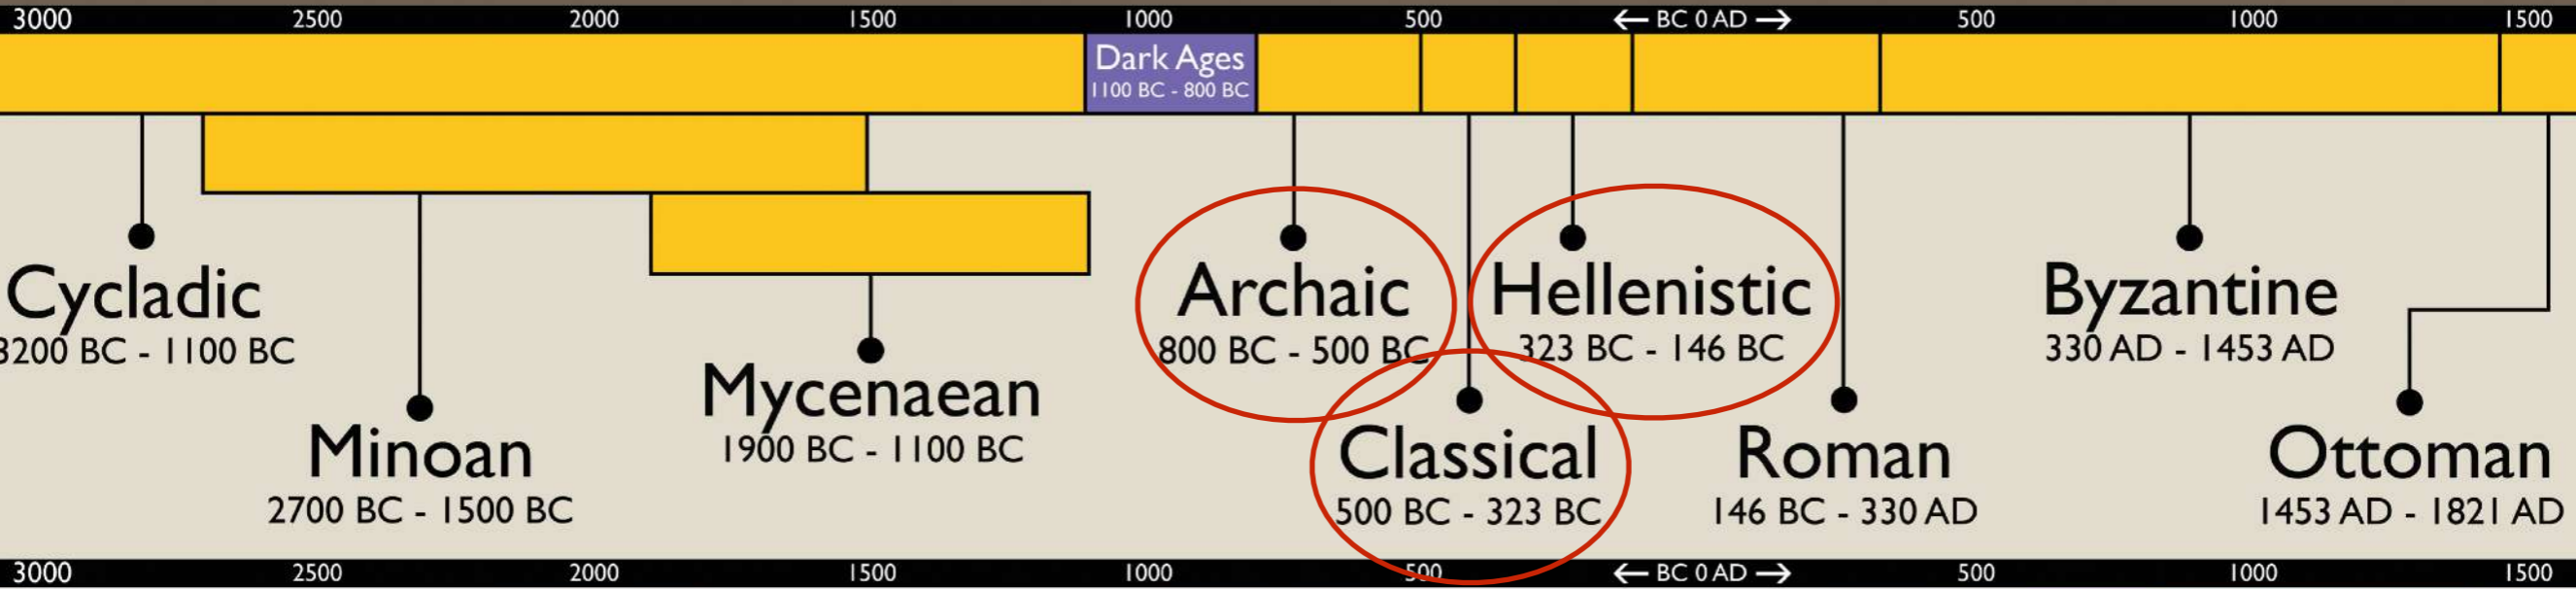 3000 2500 2000 1500 1000 500 ← BC 0 AD → 500 1000 1500
Dark Ages
1100 BC - 800 BC
Cycladic
3200 BC - 1100 BC
Minoan
2700 BC - 1500 BC
Mycenaean
1900 BC - 1100 BC
Archaic
800 BC - 500 BC
Classical
500 BC - 323 BC
Hellenistic
323 BC - 146 BC
Roman
146 BC - 330 AD
Byzantine
330 AD - 1453 AD
Ottoman
1453 AD - 1821 AD
3000 2500 2000 1500 1000 500 ← BC 0 AD → 500 1000 1500